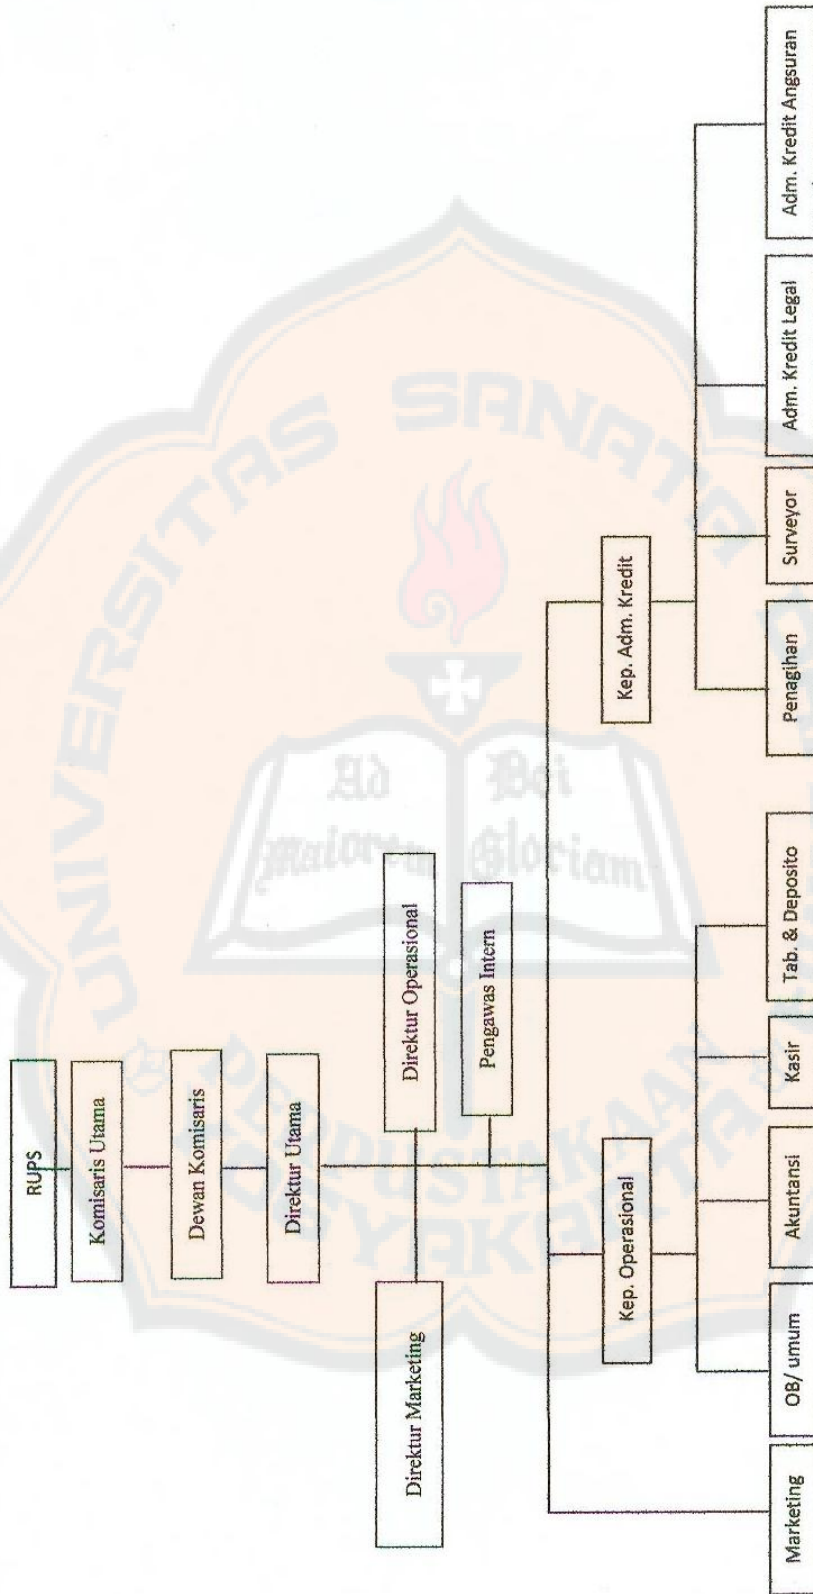 RUPS
Komisaris Utama
Dewan Komisaris
Direktur Utama
Direktur Marketing
Direktur Operasional
Pengawas Intern
Kep. Operasional
Kep. Adm. Kredit
Marketing
OB/ umum
Akuntansi
Kasir
Tab. & Deposito
Penagihan
Surveyor
Adm. Kredit Legal
Adm. Kredit Angsuran
UNIVERSITAS SANATA
Ad
Maiorem
Dei
Gloriam
PERPUSTAKAAN
YOGYAKARTA